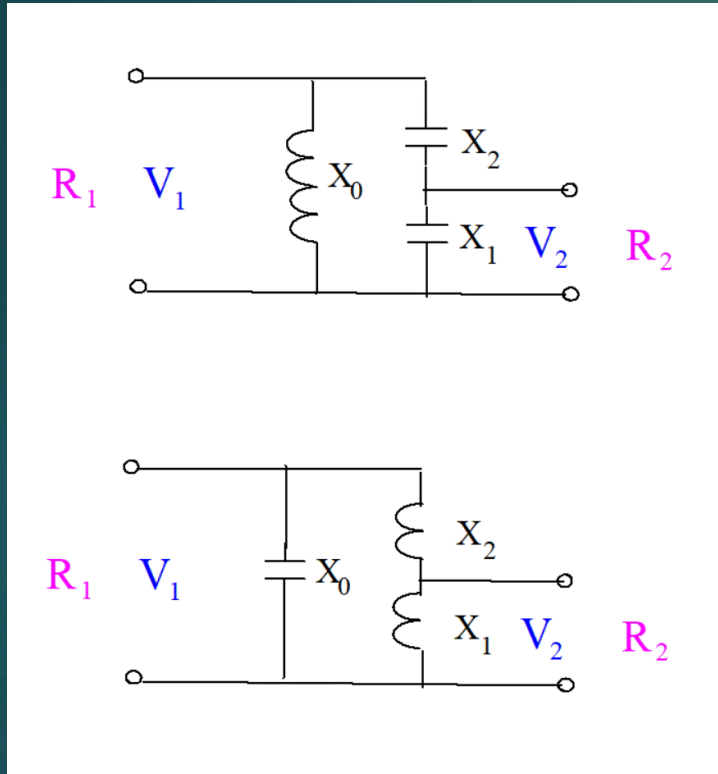 X₂
R₁ V₁ X₀
X₁ V₂ R₂
X₂
R₁ V₁ X₀
X₁ V₂ R₂